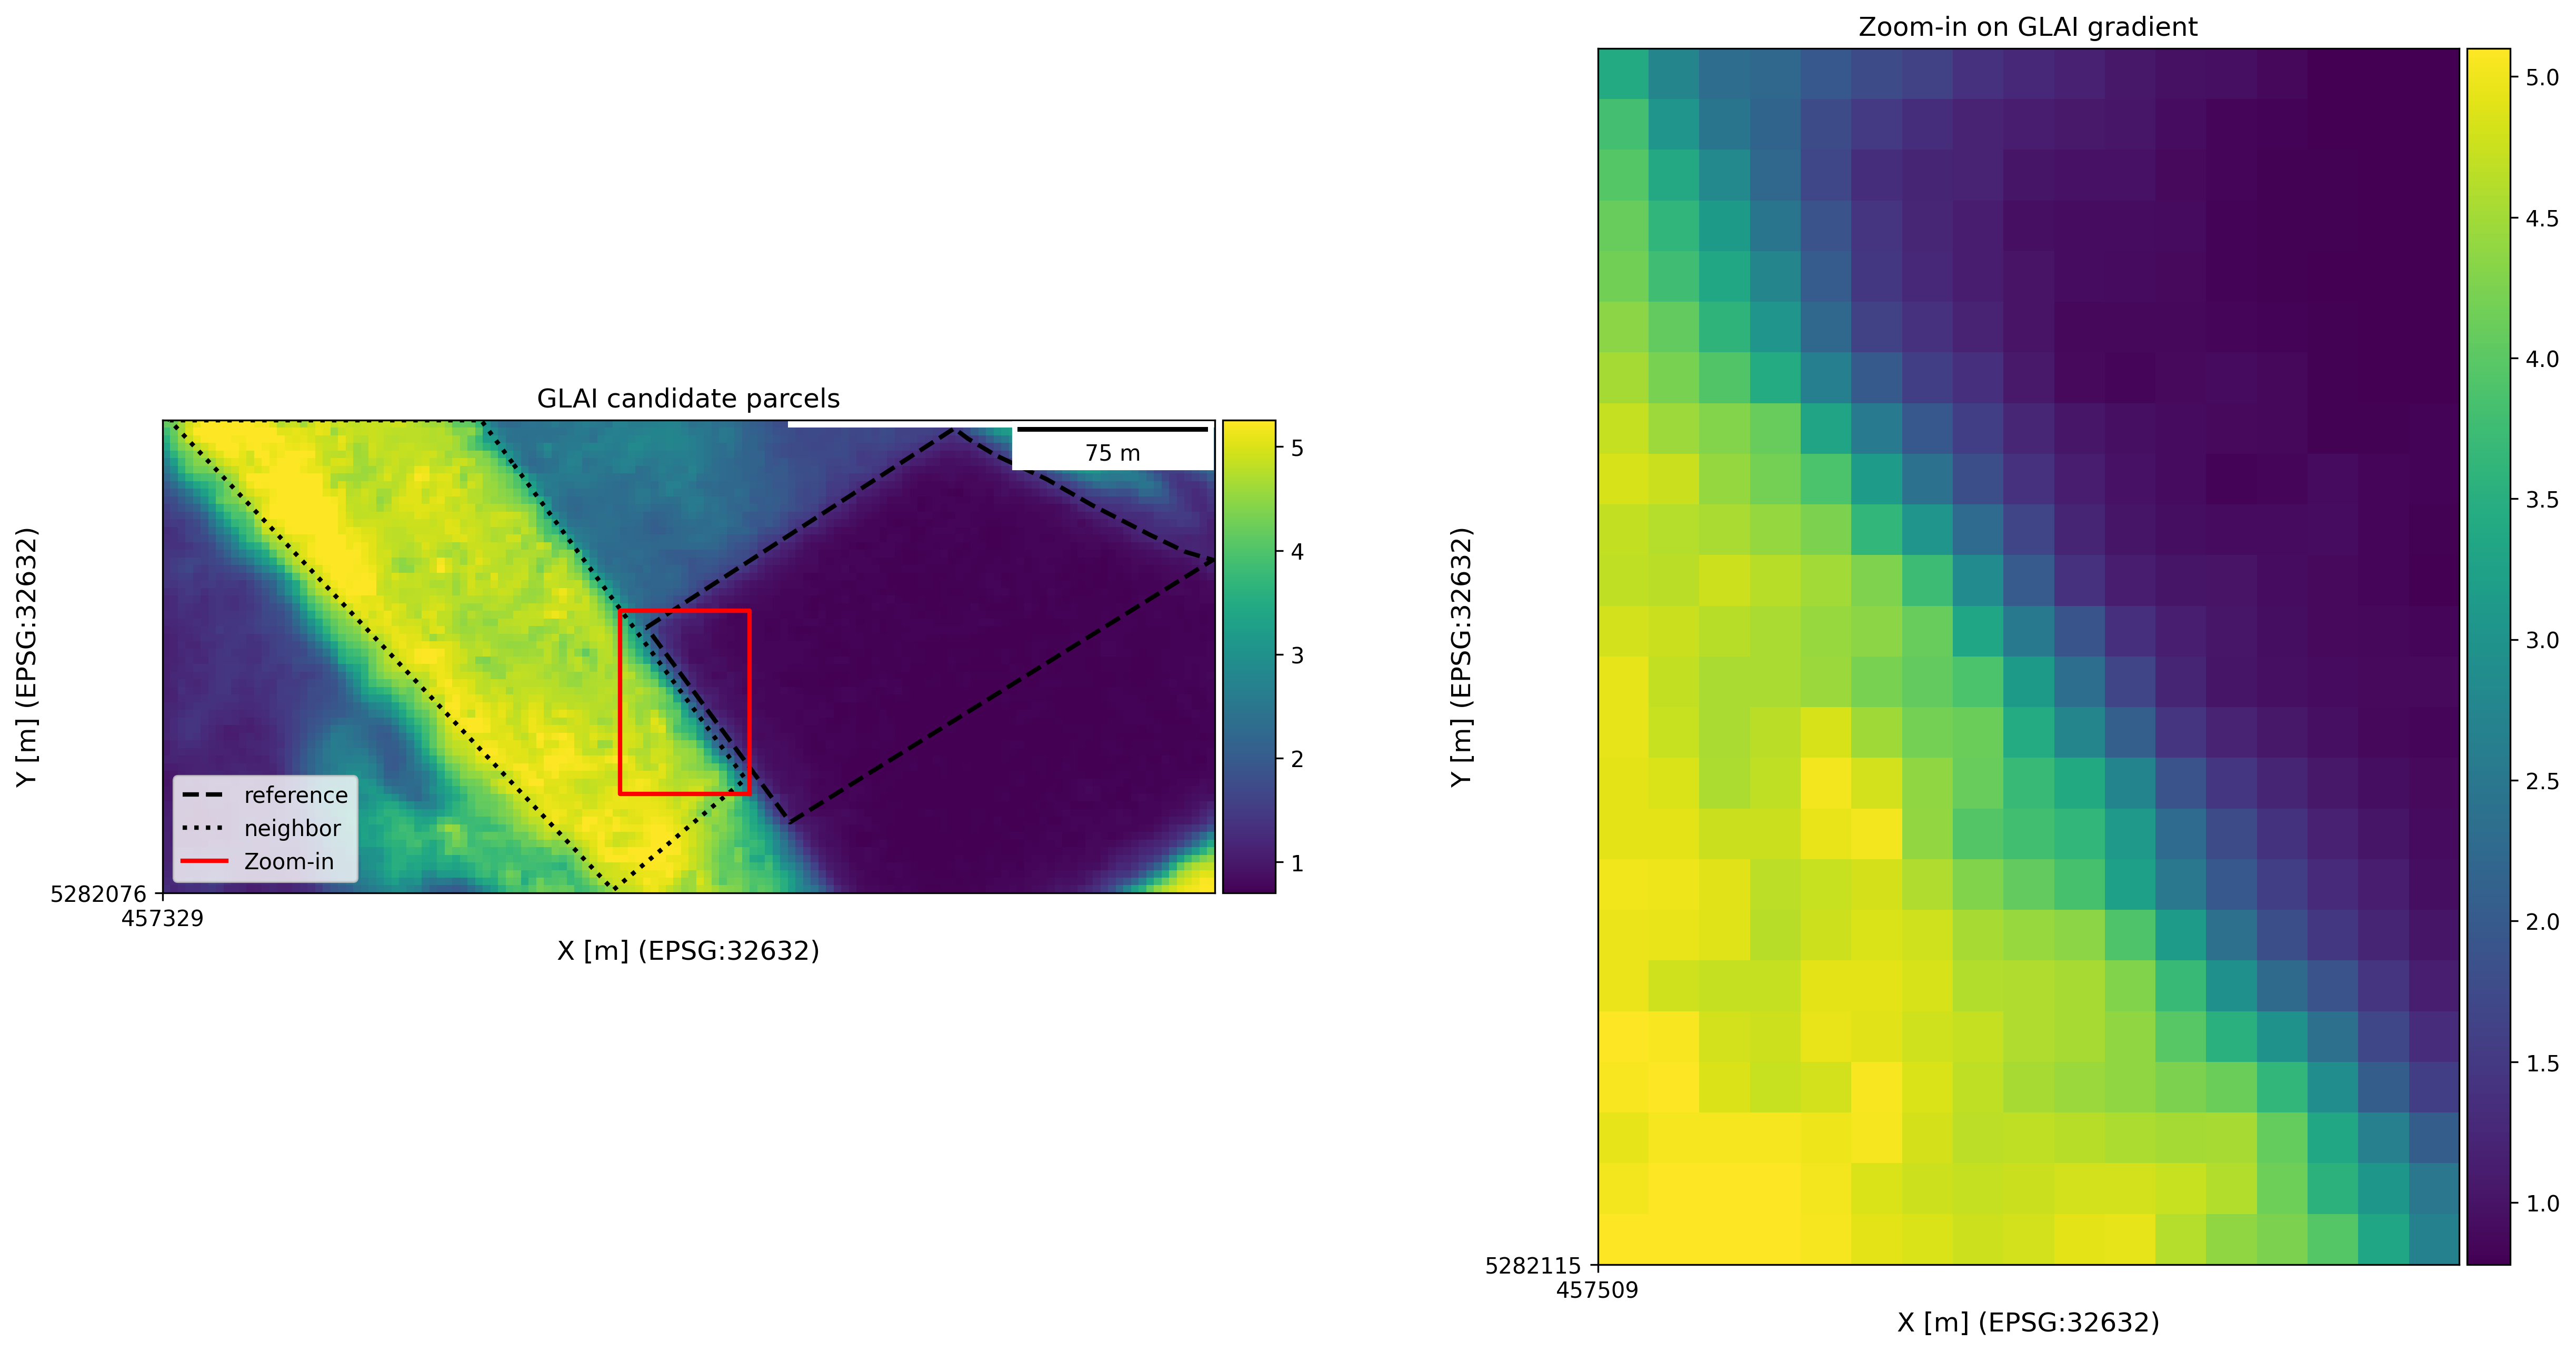 GLAI candidate parcels
75 m
5
4
3
2
1
reference
neighbor
Zoom-in
Y [m] (EPSG:32632)
5282076
457329
X [m] (EPSG:32632)
Zoom-in on GLAI gradient
5.0
4.5
4.0
3.5
3.0
2.5
2.0
1.5
1.0
Y [m] (EPSG:32632)
5282115
457509
X [m] (EPSG:32632)